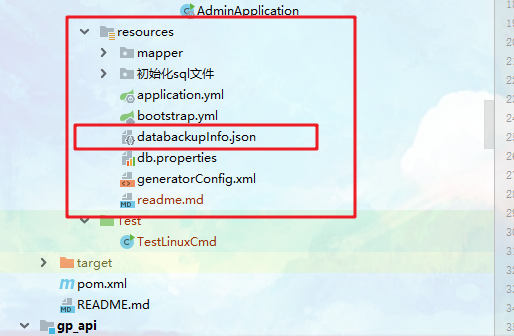 AdminApplication
resources
mapper
初始化sql文件
application.yml
bootstrap.yml
databackupInfo.json
db.properties
generatorConfig.xml
readme.md
Test
TestLinuxCmd
target
pom.xml
README.md
gp_api